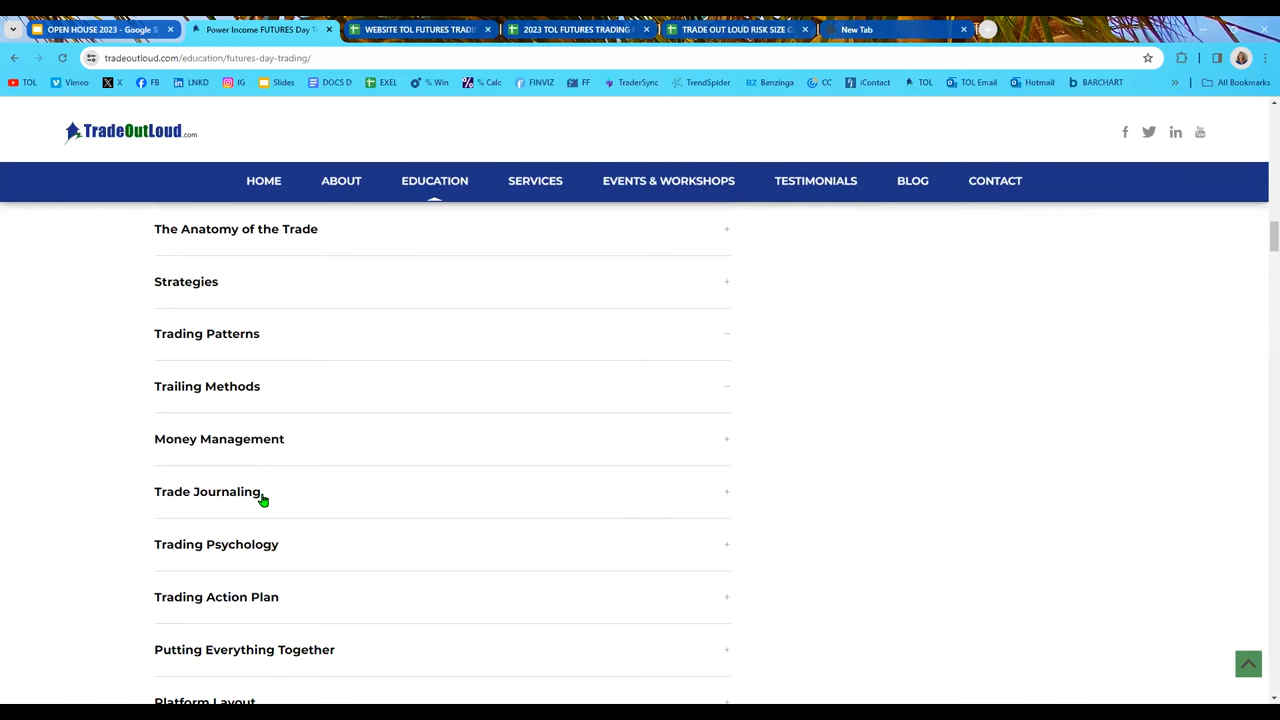 OPEN HOUSE 2023 - Google S
Power Income FUTURES Day T
WEBSITE TOL FUTURES TRADI
2023 TOL FUTURES TRADING
TRADE OUT LOUD RISK SIZE C
New Tab
tradeoutloud.com/education/futures-day-trading/
TOL Vimeo X FB LNKD IG Slides DOCS D EXEL % Win % Calc FINVIZ FF TraderSync TrendSpider Benzinga CC iContact TOL TOL Email Hotmail BARCHART » All Bookmarks
TradeOutLoud.com
HOME ABOUT EDUCATION SERVICES EVENTS & WORKSHOPS TESTIMONIALS BLOG CONTACT
The Anatomy of the Trade +
Strategies +
Trading Patterns −
Trailing Methods −
Money Management +
Trade Journaling +
Trading Psychology +
Trading Action Plan +
Putting Everything Together +
Platform Layout